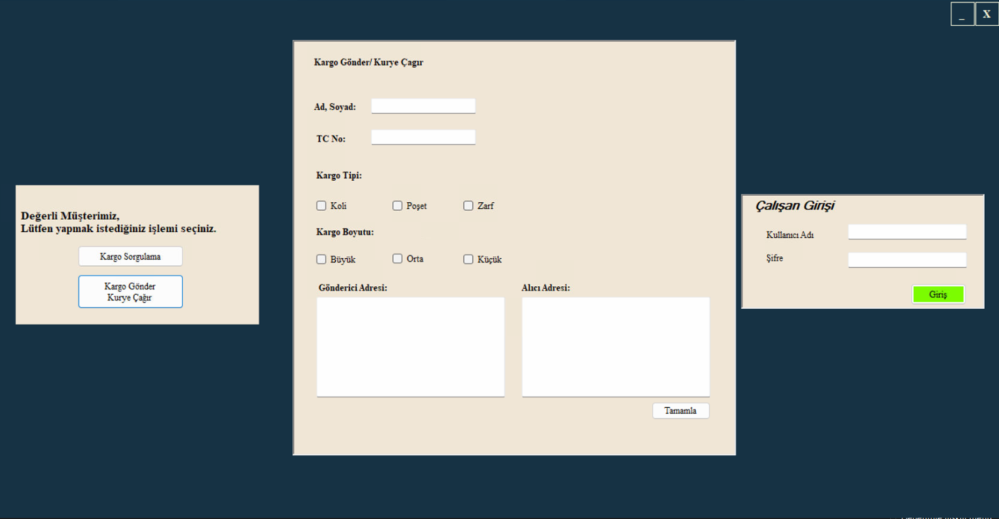 _ X
Kargo Gönder/ Kurye Çagır
Ad, Soyad:
TC No:
Kargo Tipi:
Koli Poşet Zarf
Kargo Boyutu:
Büyük Orta Küçük
Gönderici Adresi: Alıcı Adresi:
Tamamla
Değerli Müşterimiz,
Lütfen yapmak istediğiniz işlemi seçiniz.
Kargo Sorgulama
Kargo Gönder
Kurye Çağır
Çalışan Girişi
Kullanıcı Adı
Şifre
Giriş